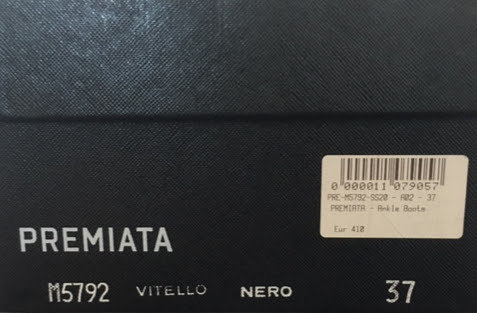 0 000011 079057
PRE-M5792-SS20 - A02 - 37
PREMIATA - Ankle Boots
Eur 410
PREMIATA
M5792 VITELLO NERO 37